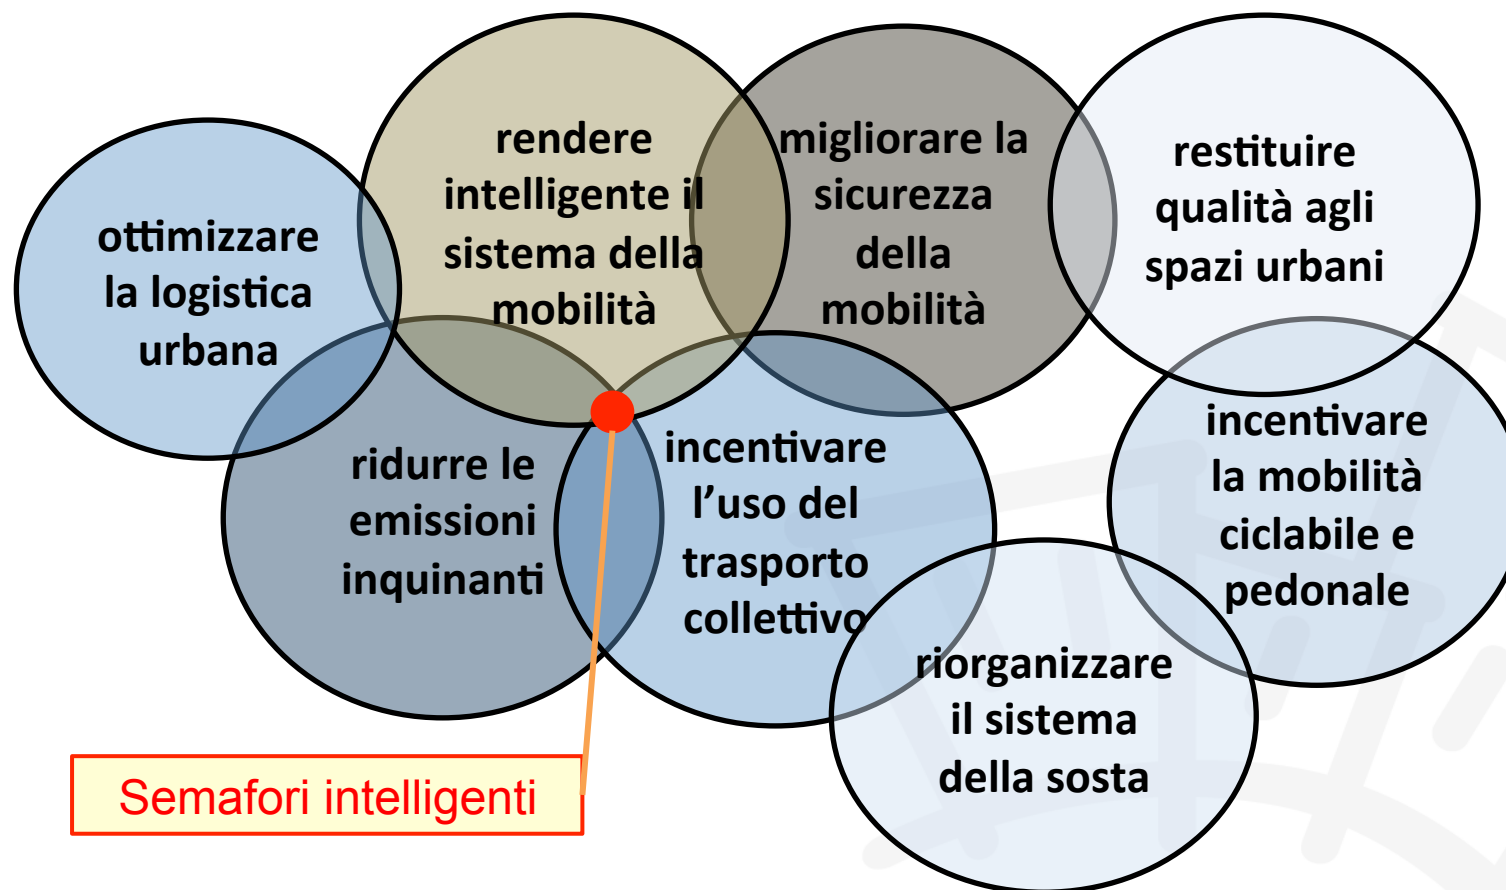 ottimizzare
la logistica
urbana
rendere
intelligente il
sistema della
mobilità
migliorare la
sicurezza
della
mobilità
restituire
qualità agli
spazi urbani
ridurre le
emissioni
inquinanti
incentivare
l’uso del
trasporto
collettivo
incentivare
la mobilità
ciclabile e
pedonale
riorganizzare
il sistema
della sosta
Semafori intelligenti